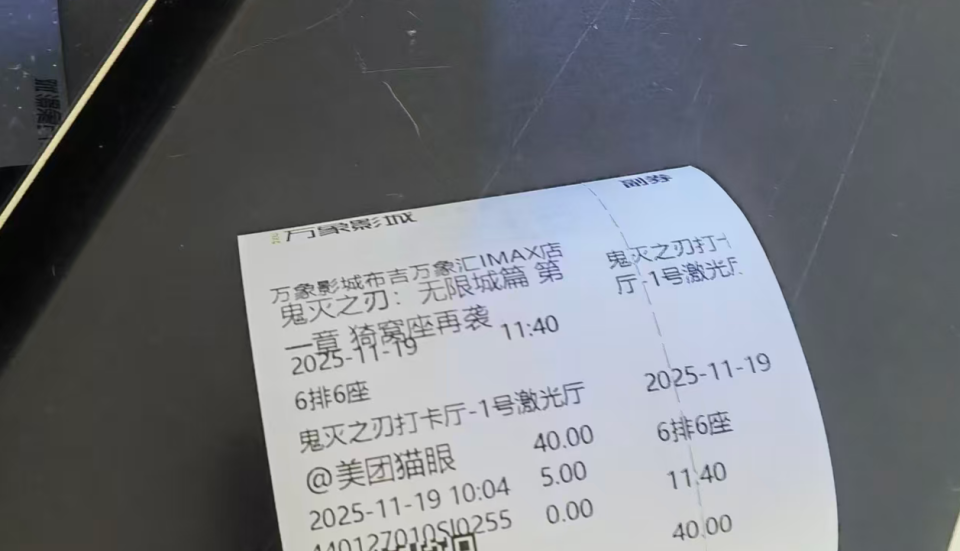 万象影城
副券
万象影城布吉万象汇IMAX店
鬼灭之刃：无限城篇 第
一章 猗窝座再袭
2025-11-19 11:40
6排6座
鬼灭之刃打卡厅-1号激光厅
@美团猫眼 40.00
2025-11-19 10:04 5.00
440127010SJ0255 0.00
鬼灭之刃打卡
厅-1号激光厅
2025-11-19
6排6座
11:40
40.00